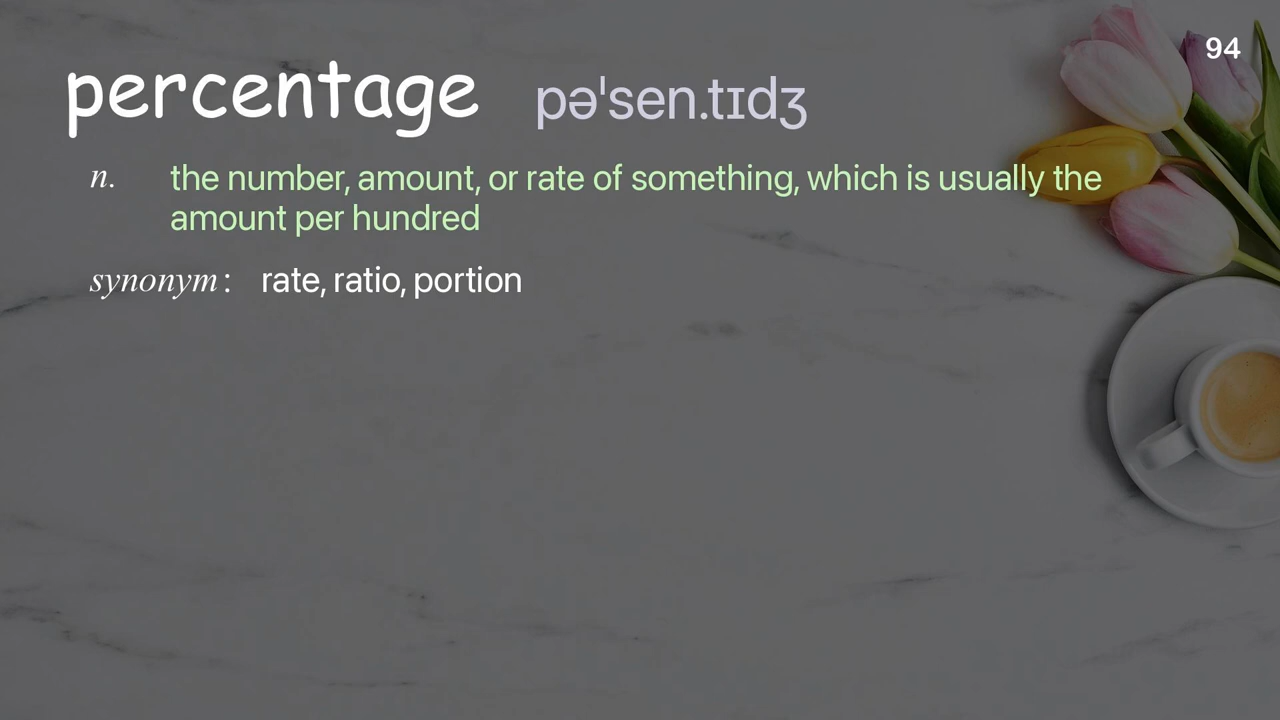 94
percentage pəˈsen.tɪdʒ
n. the number, amount, or rate of something, which is usually the
amount per hundred
synonym: rate, ratio, portion